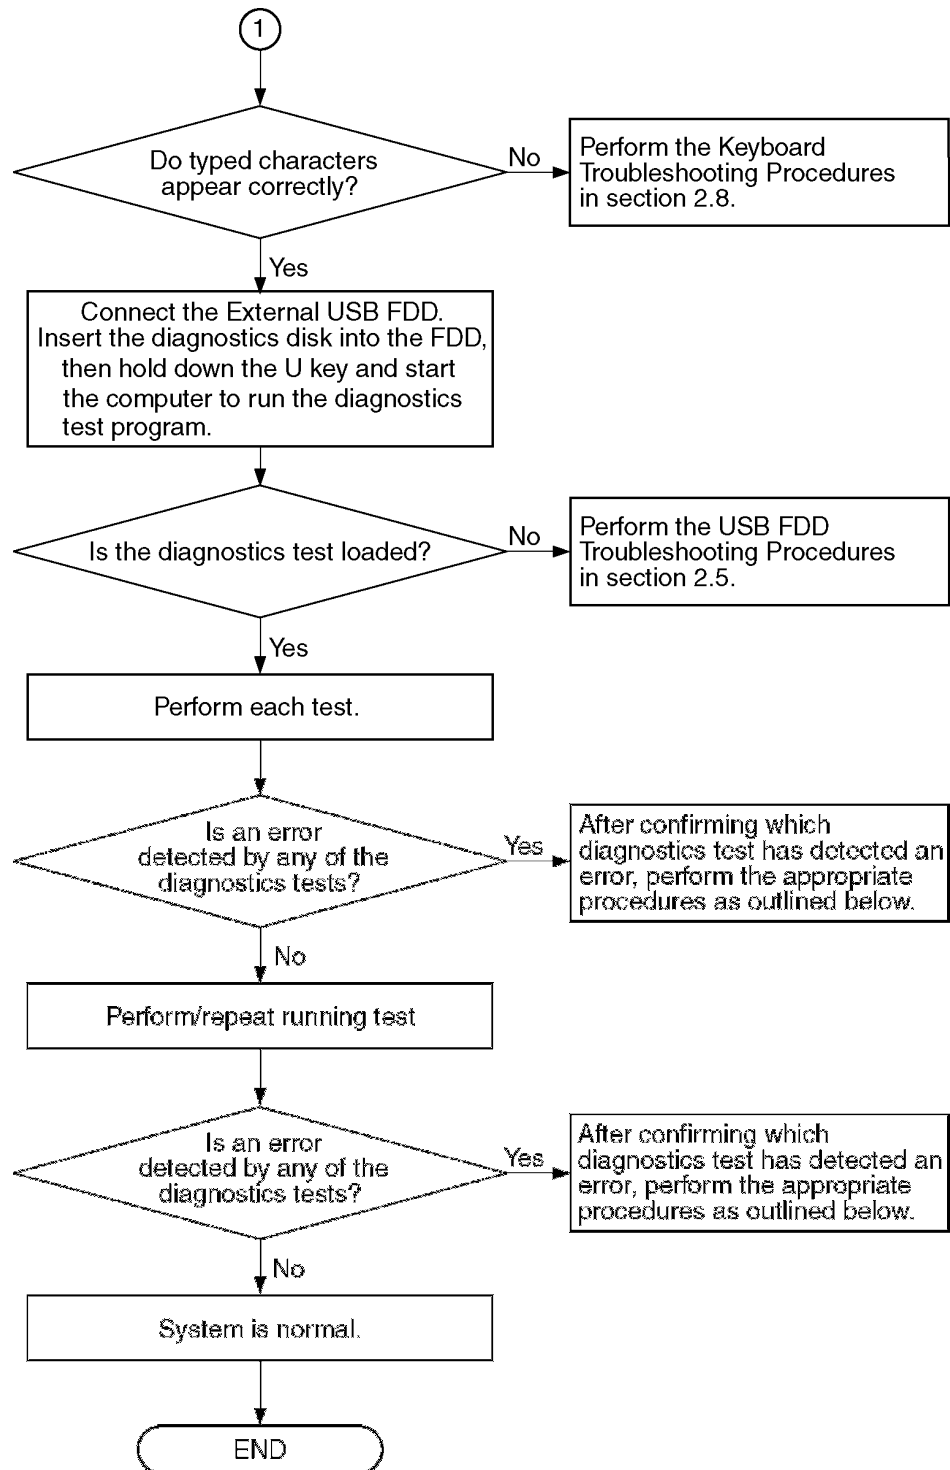 1
Do typed characters
appear correctly?
No
Perform the Keyboard
Troubleshooting Procedures
in section 2.8.
Yes
Connect the External USB FDD.
Insert the diagnostics disk into the FDD,
then hold down the U key and start
the computer to run the diagnostics
test program.
Is the diagnostics test loaded?
No
Perform the USB FDD
Troubleshooting Procedures
in section 2.5.
Yes
Perform each test.
Is an error
detected by any of the
diagnostics tests?
Yes
After confirming which
diagnostics test has detected an
error, perform the appropriate
procedures as outlined below.
No
Perform/repeat running test
Is an error
detected by any of the
diagnostics tests?
Yes
After confirming which
diagnostics test has detected an
error, perform the appropriate
procedures as outlined below.
No
System is normal.
END